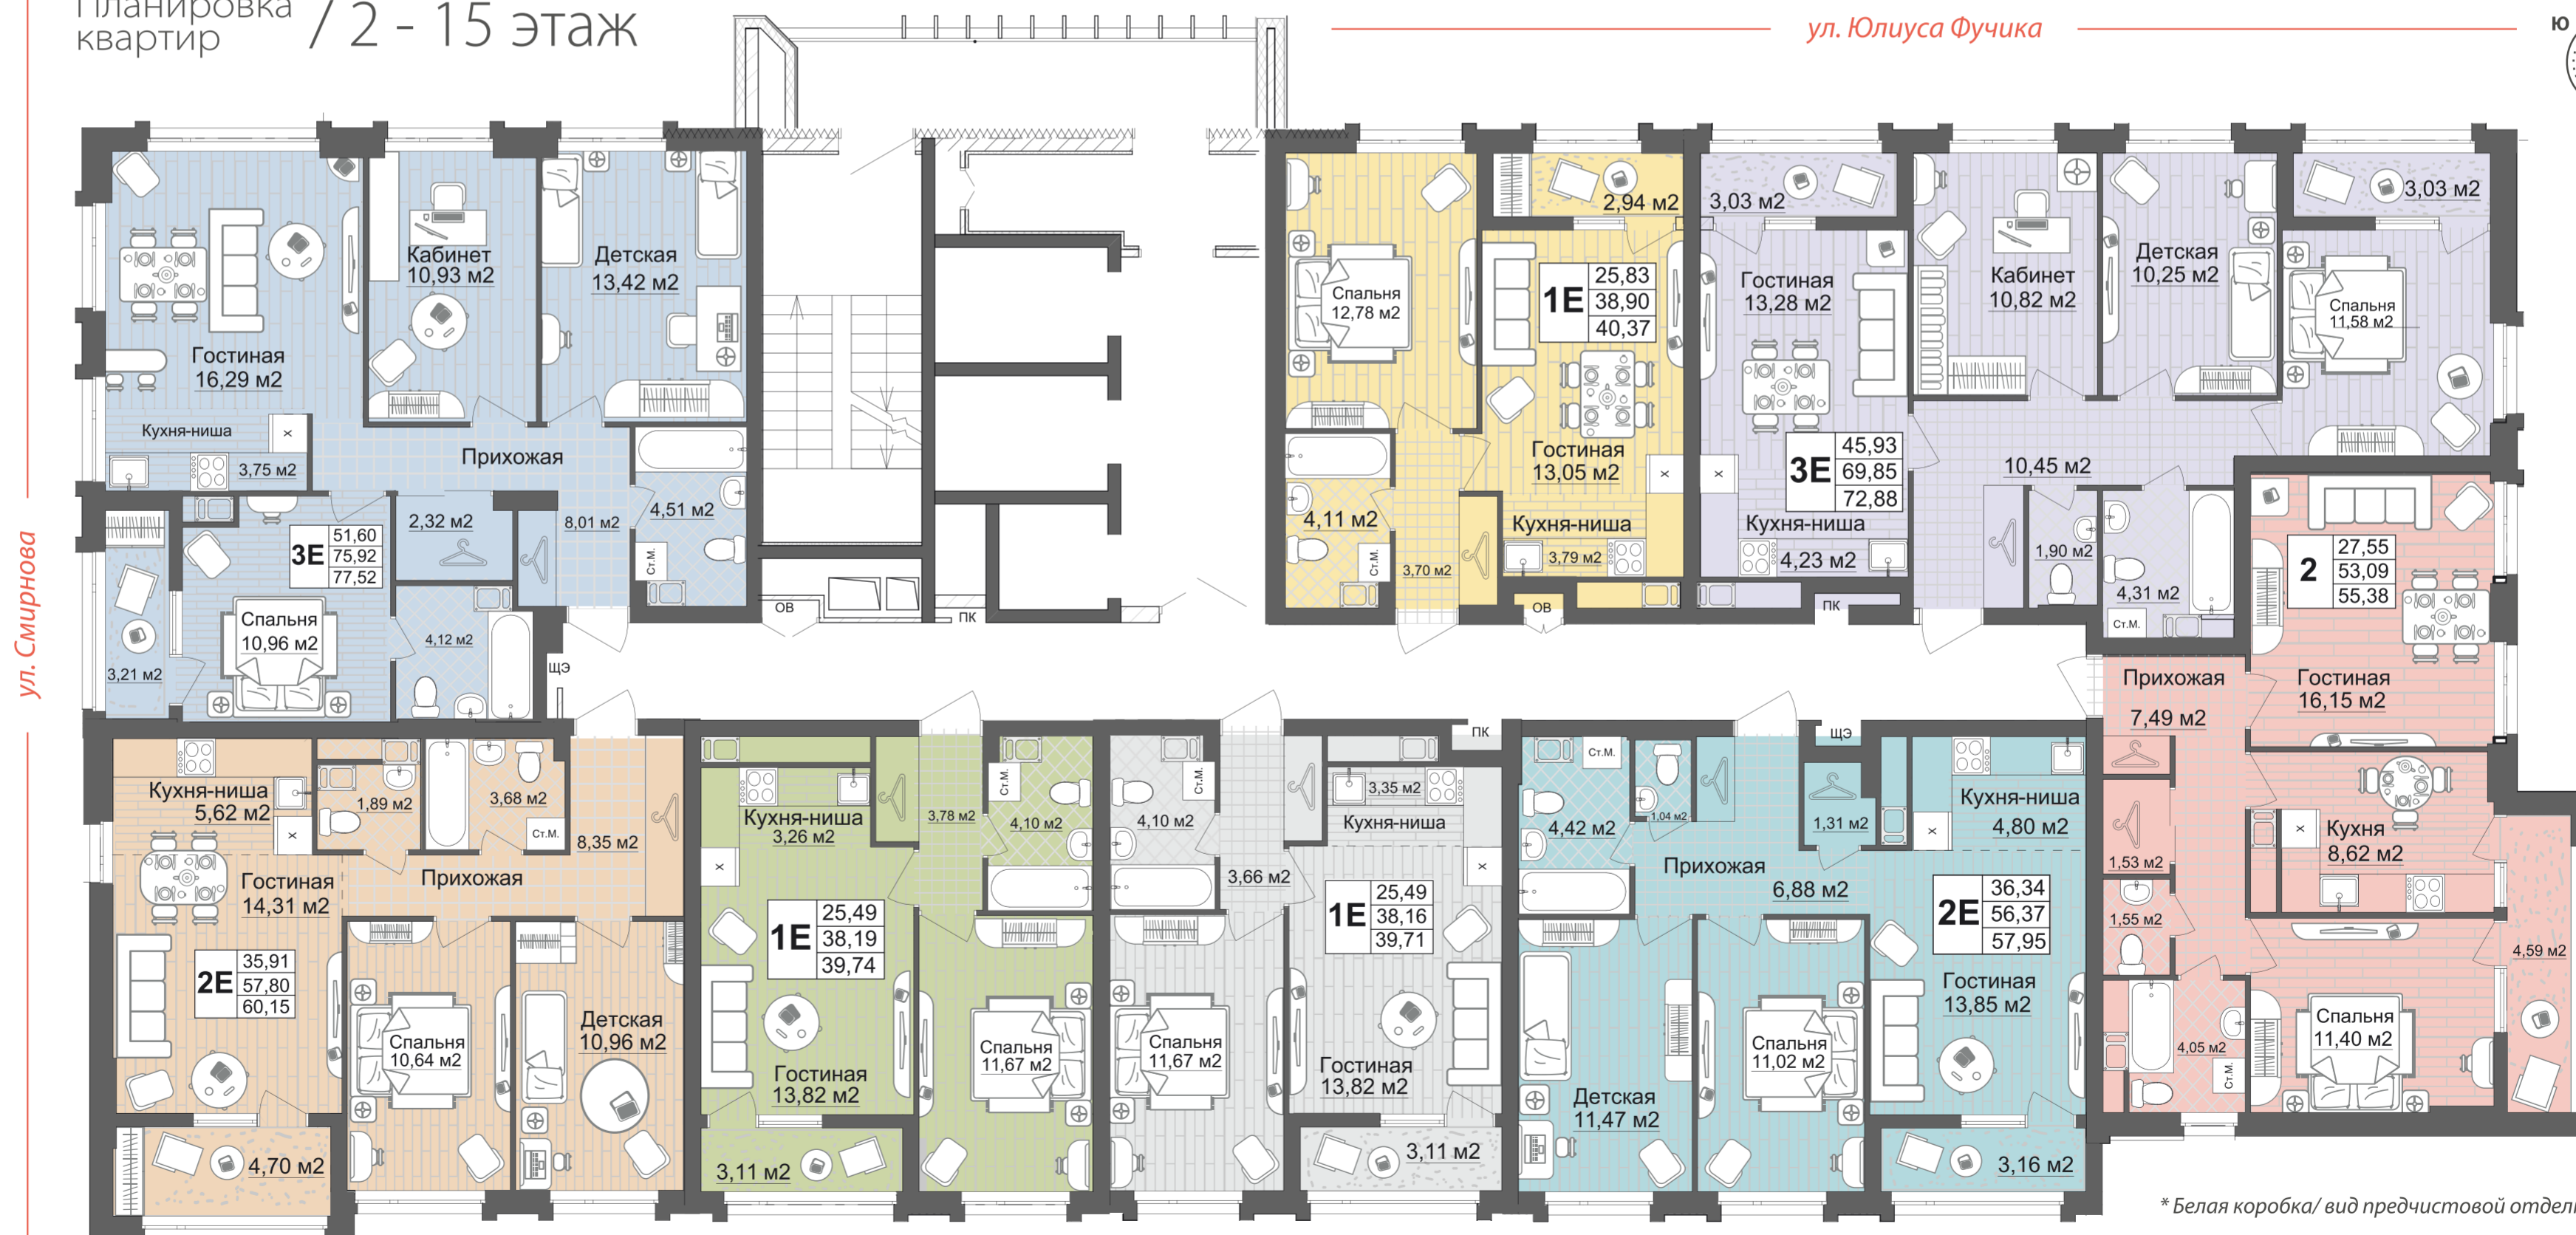 Планировка
квартир
/ 2 - 15 этаж
ул. Юлиуса Фучика
Ю
ул. Смирнова
Гостиная
16,29 м2
Кухня-ниша
3,75 м2
Кабинет
10,93 м2
Детская
13,42 м2
Прихожая
8,01 м2
2,32 м2
4,51 м2
Ст.М.
3Е
51,60
75,92
77,52
Спальня
10,96 м2
3,21 м2
4,12 м2
ЩЭ
ОВ
ПК
Спальня
12,78 м2
2,94 м2
1Е
25,83
38,90
40,37
Гостиная
13,05 м2
Кухня-ниша
3,79 м2
4,11 м2
Ст.М.
3,70 м2
ОВ
3,03 м2
Гостиная
13,28 м2
3Е
45,93
69,85
72,88
Кухня-ниша
4,23 м2
ПК
Кабинет
10,82 м2
Детская
10,25 м2
3,03 м2
Спальня
11,58 м2
10,45 м2
1,90 м2
4,31 м2
Ст.М.
2
27,55
53,09
55,38
Гостиная
16,15 м2
Прихожая
7,49 м2
Кухня
8,62 м2
1,53 м2
1,55 м2
4,05 м2
Ст.М.
Спальня
11,40 м2
4,59 м2
Кухня-ниша
5,62 м2
1,89 м2
3,68 м2
Ст.М.
8,35 м2
Гостиная
14,31 м2
Прихожая
2Е
35,91
57,80
60,15
Спальня
10,64 м2
Детская
10,96 м2
4,70 м2
Кухня-ниша
3,26 м2
3,78 м2
Ст.М.
4,10 м2
1Е
25,49
38,19
39,74
Гостиная
13,82 м2
Спальня
11,67 м2
3,11 м2
4,10 м2
Ст.М.
3,66 м2
ПК
3,35 м2
Кухня-ниша
1Е
25,49
38,16
39,71
Спальня
11,67 м2
Гостиная
13,82 м2
3,11 м2
Ст.М.
4,42 м2
1,04 м2
ЩЭ
1,31 м2
Прихожая
6,88 м2
Кухня-ниша
4,80 м2
2Е
36,34
56,37
57,95
Гостиная
13,85 м2
Детская
11,47 м2
Спальня
11,02 м2
3,16 м2
* Белая коробка/ вид предчистовой